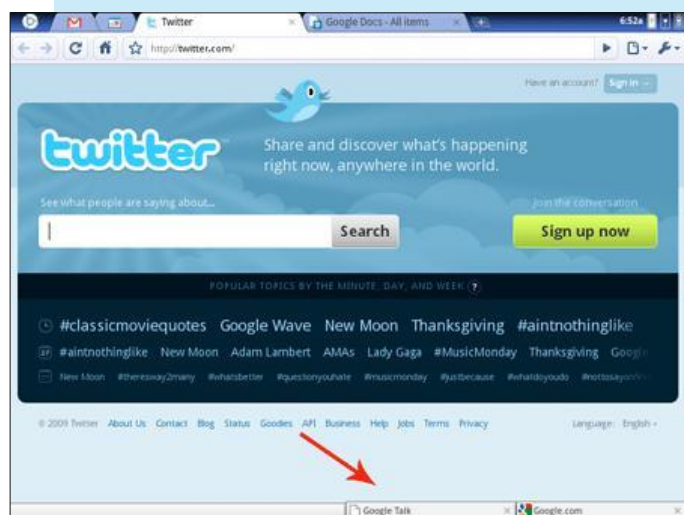 Twitter
Google Docs - All items
6:52a
http://twitter.com/
Have an account? Sign in
twitter
Share and discover what's happening
right now, anywhere in the world.
See what people are saying about...
Join the conversation
Search
Sign up now
POPULAR TOPICS BY THE MINUTE, DAY, AND WEEK ?
#classicmoviequotes Google Wave New Moon Thanksgiving #aintnothinglike
#aintnothinglike New Moon Adam Lambert AMAs Lady Gaga #MusicMonday Thanksgiving Google
New Moon #theresway2many #whatsbetter #questionyouhate #musicmonday #justbecause #whatdoyoudo
© 2009 Twitter About Us Contact Blog Status Goodies API Business Help Jobs Terms Privacy
Language: English
Google Talk
Google.com